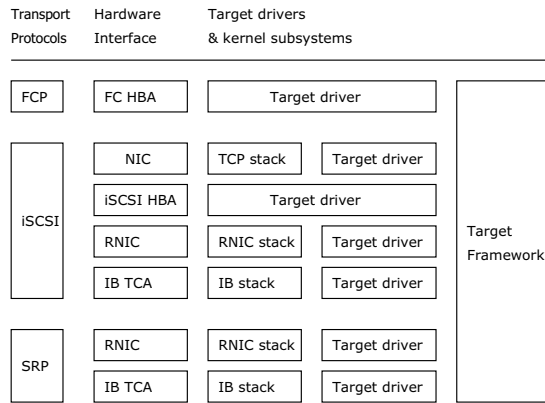 Transport Protocols
Hardware Interface
Target drivers & kernel subsystems
FCP
FC HBA
Target driver
iSCSI
NIC
TCP stack
Target driver
iSCSI HBA
Target driver
RNIC
RNIC stack
Target driver
IB TCA
IB stack
Target driver
SRP
RNIC
RNIC stack
Target driver
IB TCA
IB stack
Target driver
Target
Framework